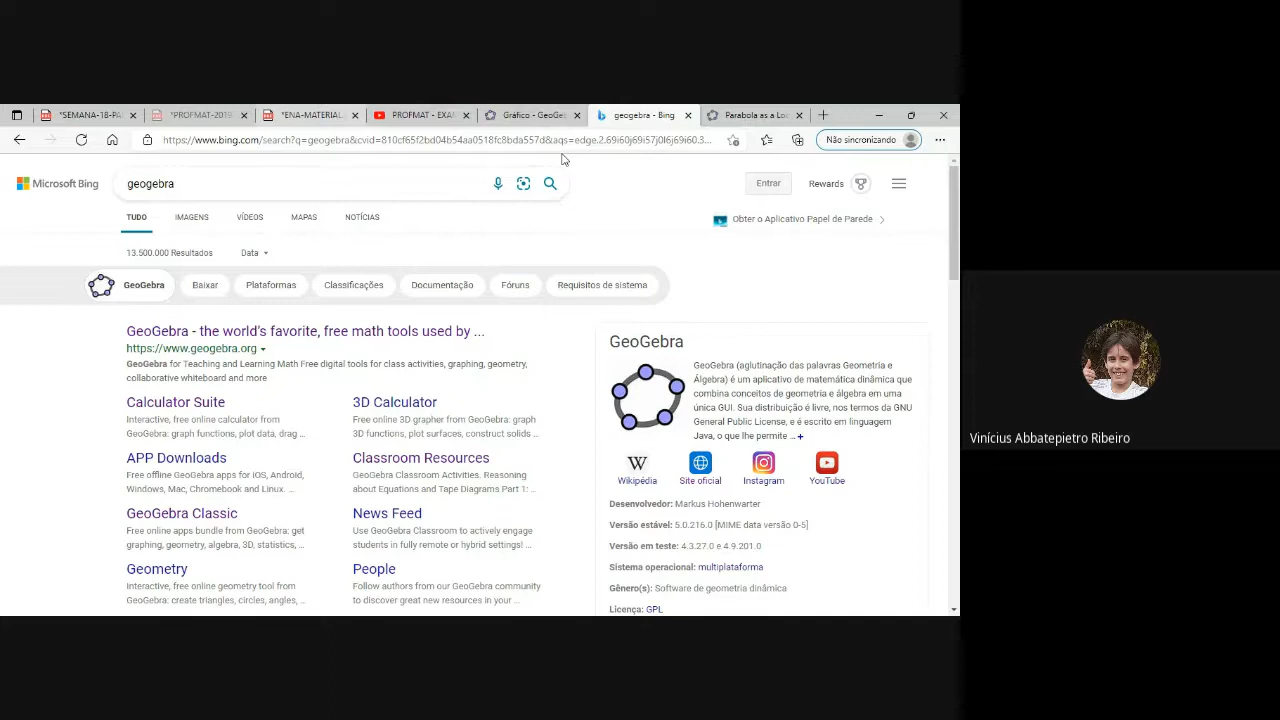 *SEMANA-18-PA
*PROFMAT-2019
*ENA-MATERIAL
PROFMAT - EXA
Gráfico - GeoGe
geogebra - Bing
Parabola as a Lo
https://www.bing.com/search?q=geogebra&cvid=810cf65f2bd04b54aa0518fc8bda557d&aqs=edge.2.69i60j69i57j0l6j69i60.3...
Não sincronizando
Microsoft Bing
geogebra
Entrar
Rewards
TUDO
IMAGENS
VÍDEOS
MAPAS
NOTÍCIAS
Obter o Aplicativo Papel de Parede
13.500.000 Resultados
Data
GeoGebra
Baixar
Plataformas
Classificações
Documentação
Fóruns
Requisitos de sistema
GeoGebra - the world's favorite, free math tools used by ...
https://www.geogebra.org
GeoGebra for Teaching and Learning Math Free digital tools for class activities, graphing, geometry,
collaborative whiteboard and more
Calculator Suite
Interactive, free online calculator from
GeoGebra: graph functions, plot data, drag ...
3D Calculator
Free online 3D grapher from GeoGebra: graph
3D functions, plot surfaces, construct solids ...
APP Downloads
Free offline GeoGebra apps for iOS, Android,
Windows, Mac, Chromebook and Linux. ...
Classroom Resources
GeoGebra Classroom Activities. Reasoning
about Equations and Tape Diagrams Part 1: ...
GeoGebra Classic
Free online apps bundle from GeoGebra: get
graphing, geometry, algebra, 3D, statistics, ...
News Feed
Use GeoGebra Classroom to actively engage
students in fully remote or hybrid settings! ...
Geometry
Interactive, free online geometry tool from
GeoGebra: create triangles, circles, angles, ...
People
Follow authors from our GeoGebra community
to discover great new resources in your ...
GeoGebra
GeoGebra (aglutinação das palavras Geometria e
Álgebra) é um aplicativo de matemática dinâmica que
combina conceitos de geometria e álgebra em uma
única GUI. Sua distribuição é livre, nos termos da GNU
General Public License, e é escrito em linguagem
Java, o que lhe permite ... +
W
Wikipédia
Site oficial
Instagram
YouTube
Desenvolvedor: Markus Hohenwarter
Versão estável: 5.0.216.0 [MIME data versão 0-5]
Versão em teste: 4.3.27.0 e 4.9.201.0
Sistema operacional: multiplataforma
Gênero(s): Software de geometria dinâmica
Licença: GPL
Vinícius Abbatepietro Ribeiro